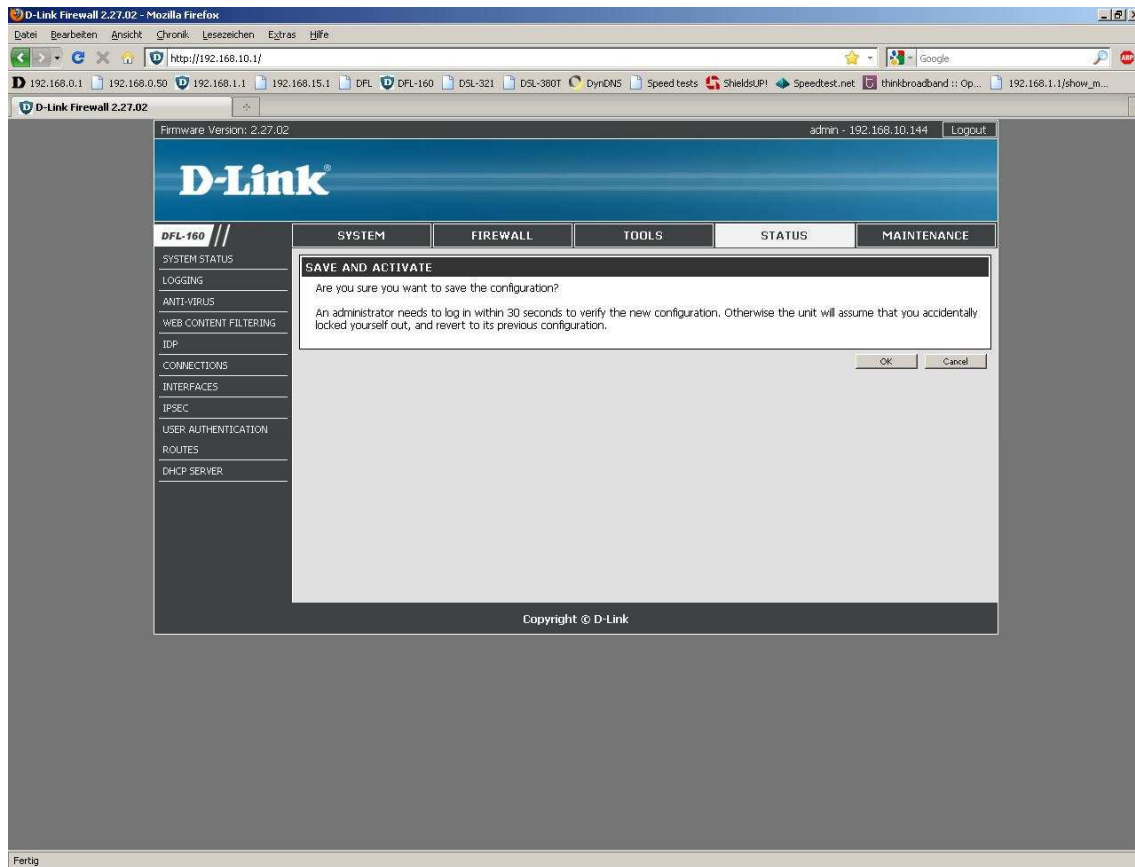 D-Link Firewall 2.27.02 - Mozilla Firefox
Datei Bearbeiten Ansicht Chronik Lesezeichen Extras Hilfe
http://192.168.10.1/
Google
ABP
192.168.0.1 192.168.0.50 192.168.1.1 192.168.15.1 DFL DFL-160 DSL-321 DSL-380T DynDNS Speed tests ShieldsUP! Speedtest.net thinkbroadband :: Op... 192.168.1.1/show_m...
D-Link Firewall 2.27.02
Firmware Version: 2.27.02 admin - 192.168.10.144 Logout
D-Link®
DFL-160 SYSTEM FIREWALL TOOLS STATUS MAINTENANCE
SYSTEM STATUS
LOGGING
ANTI-VIRUS
WEB CONTENT FILTERING
IDP
CONNECTIONS
INTERFACES
IPSEC
USER AUTHENTICATION
ROUTES
DHCP SERVER
SAVE AND ACTIVATE
Are you sure you want to save the configuration?
An administrator needs to log in within 30 seconds to verify the new configuration. Otherwise the unit will assume that you accidentally
locked yourself out, and revert to its previous configuration.
OK Cancel
Copyright © D-Link
Fertig